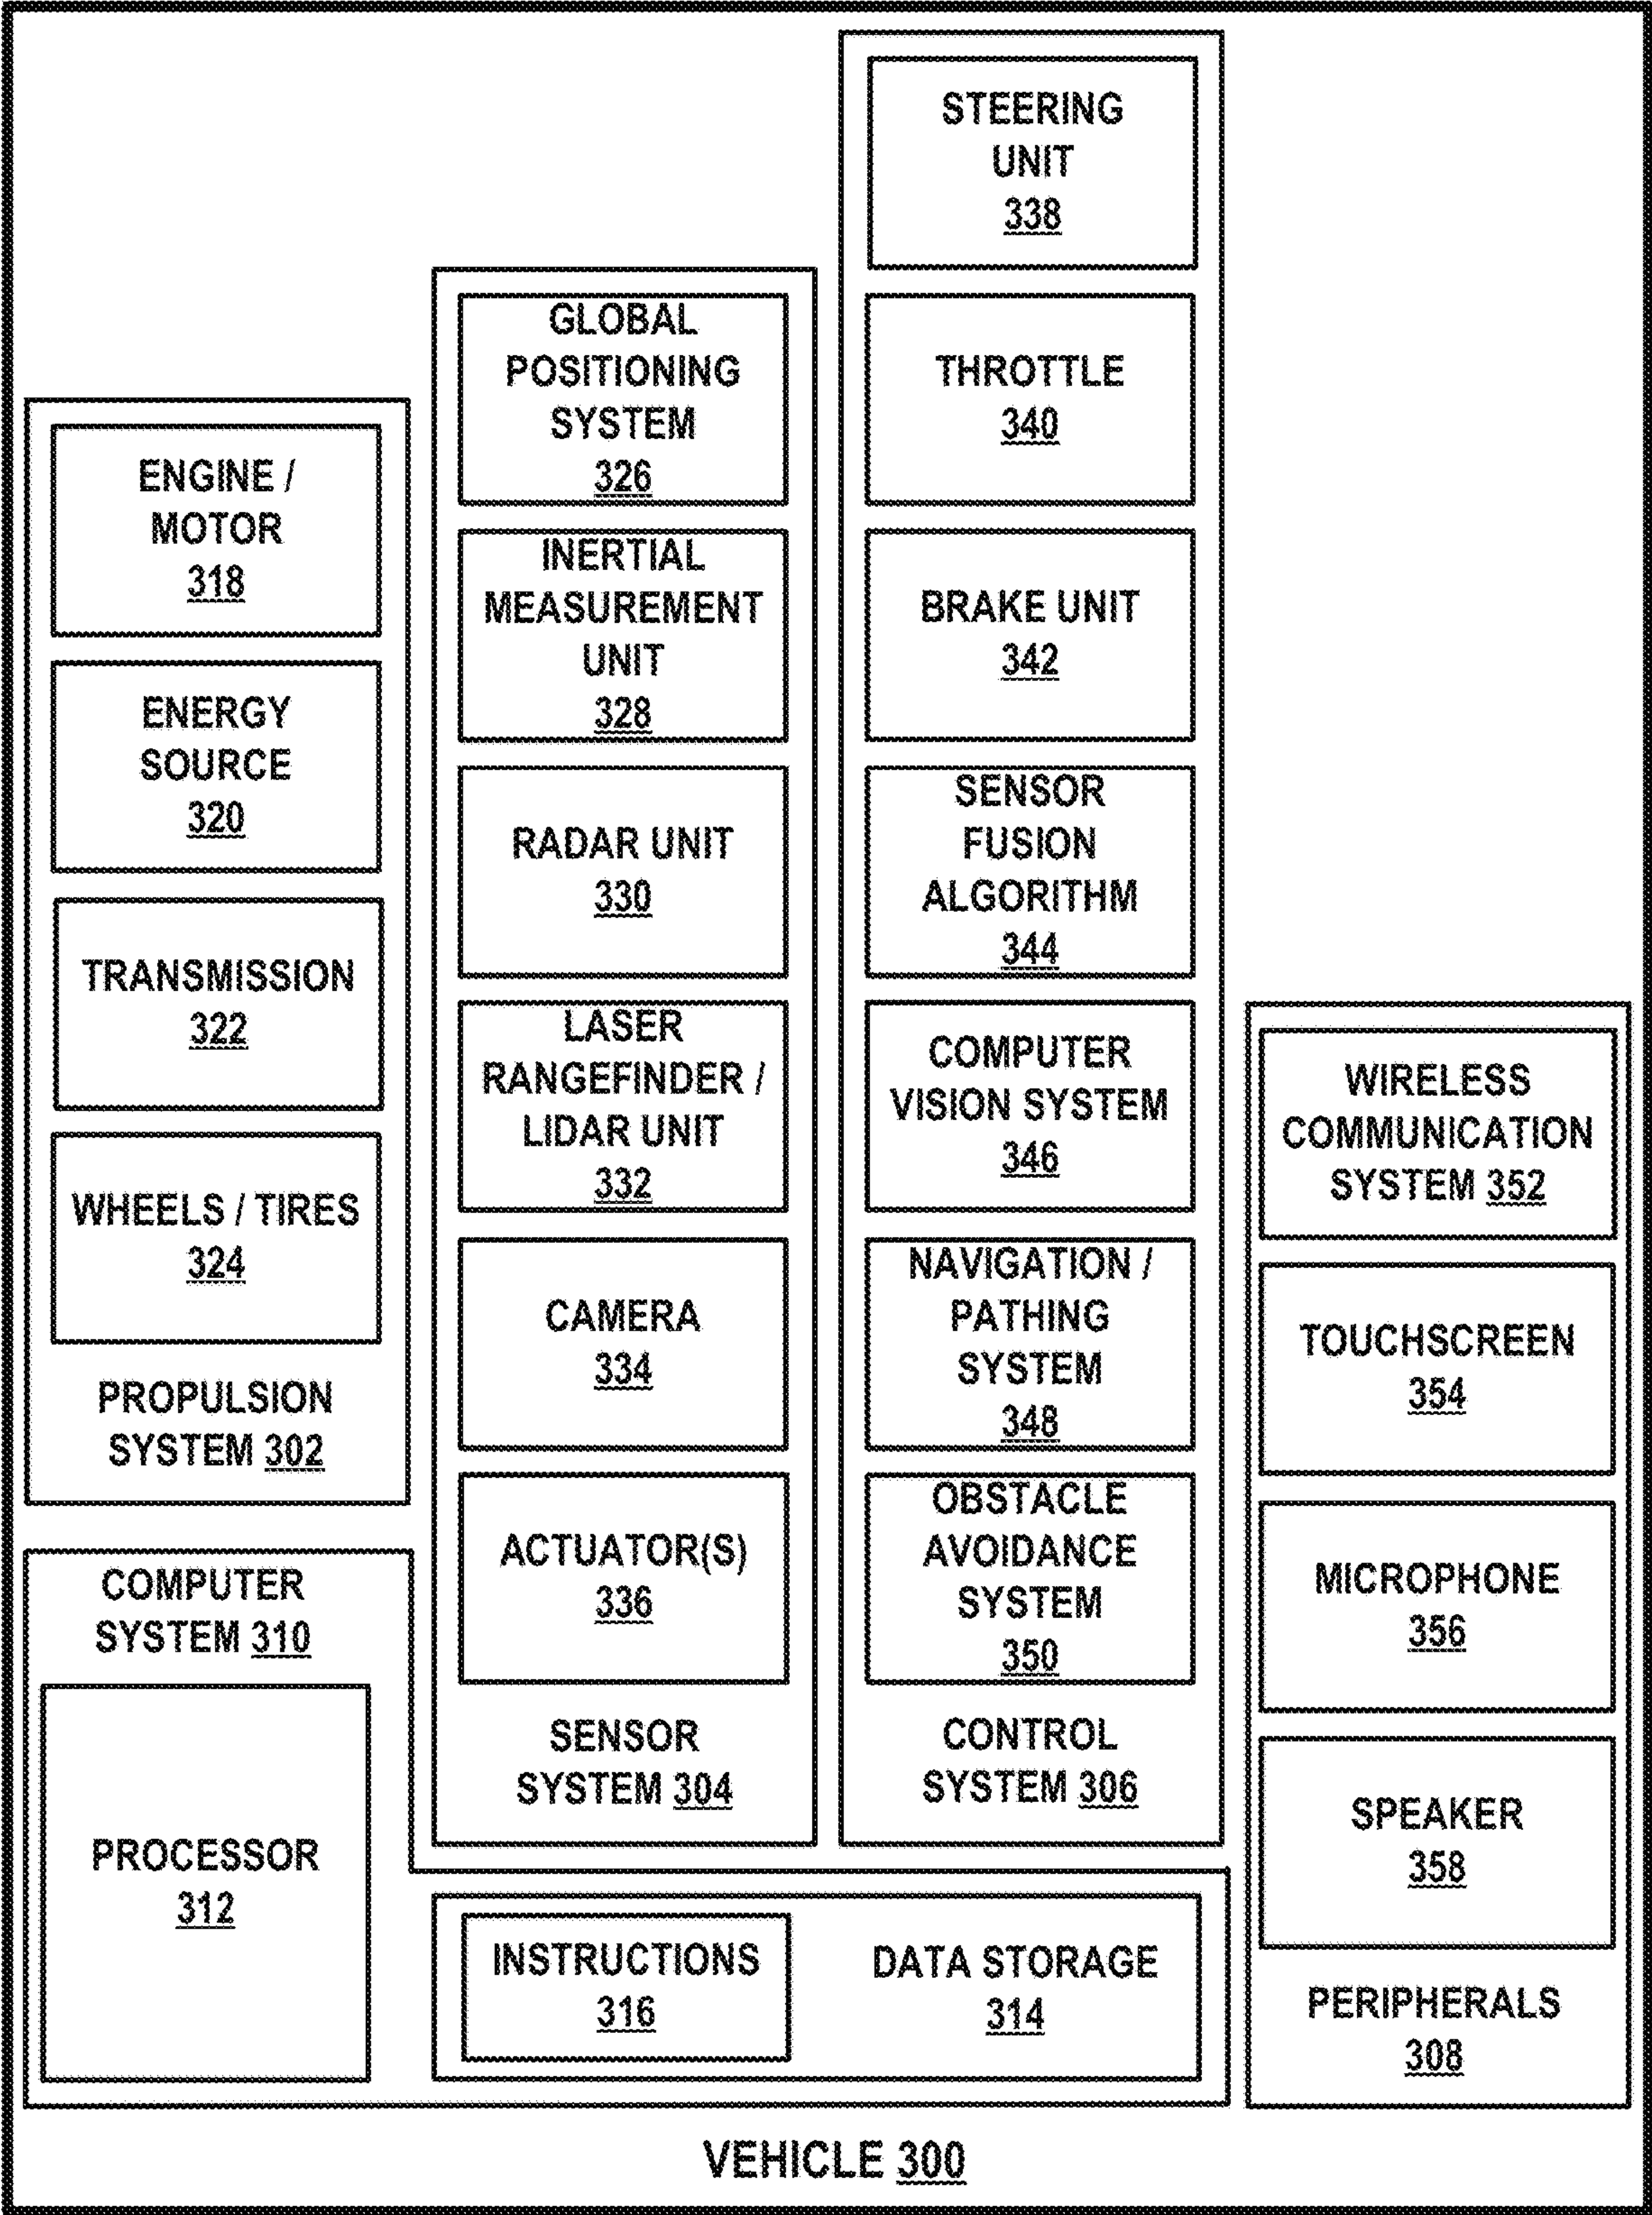 ENGINE /
MOTOR
318
ENERGY
SOURCE
320
TRANSMISSION
322
WHEELS / TIRES
324
PROPULSION
SYSTEM 302
GLOBAL
POSITIONING
SYSTEM
326
INERTIAL
MEASUREMENT
UNIT
328
RADAR UNIT
330
LASER
RANGEFINDER /
LIDAR UNIT
332
CAMERA
334
ACTUATOR(S)
336
SENSOR
SYSTEM 304
STEERING
UNIT
338
THROTTLE
340
BRAKE UNIT
342
SENSOR
FUSION
ALGORITHM
344
COMPUTER
VISION SYSTEM
346
NAVIGATION /
PATHING
SYSTEM
348
OBSTACLE
AVOIDANCE
SYSTEM
350
CONTROL
SYSTEM 306
WIRELESS
COMMUNICATION
SYSTEM 352
TOUCHSCREEN
354
MICROPHONE
356
SPEAKER
358
PERIPHERALS
308
COMPUTER
SYSTEM 310
PROCESSOR
312
INSTRUCTIONS
316
DATA STORAGE
314
VEHICLE 300